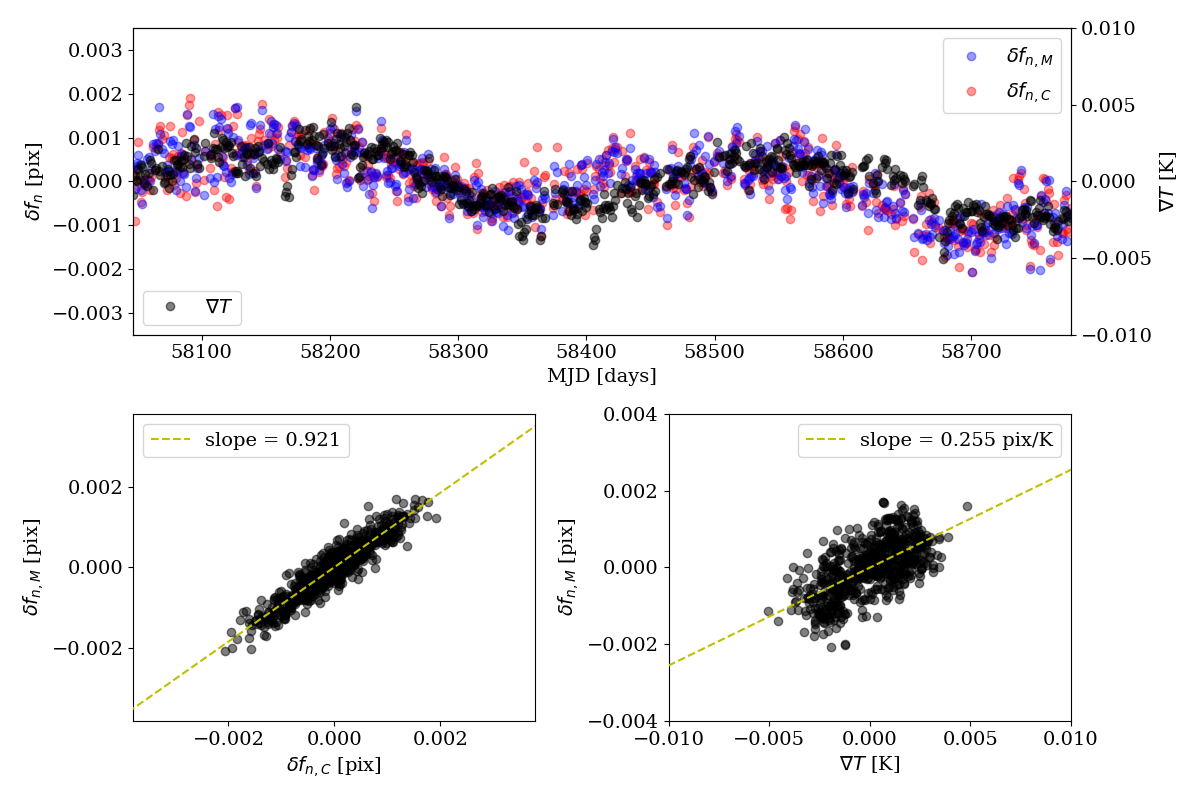 0.003
0.002
0.001
0.000
−0.001
−0.002
−0.003
δf_n [pix]
δf_{n,M}
δf_{n,C}
∇T
0.010
0.005
0.000
−0.005
−0.010
∇T [K]
58100 58200 58300 58400 58500 58600 58700
MJD [days]
slope = 0.921
0.002
0.000
−0.002
δf_{n,M} [pix]
−0.002 0.000 0.002
δf_{n,C} [pix]
slope = 0.255 pix/K
0.004
0.002
0.000
−0.002
−0.004
δf_{n,M} [pix]
−0.010 −0.005 0.000 0.005 0.010
∇T [K]